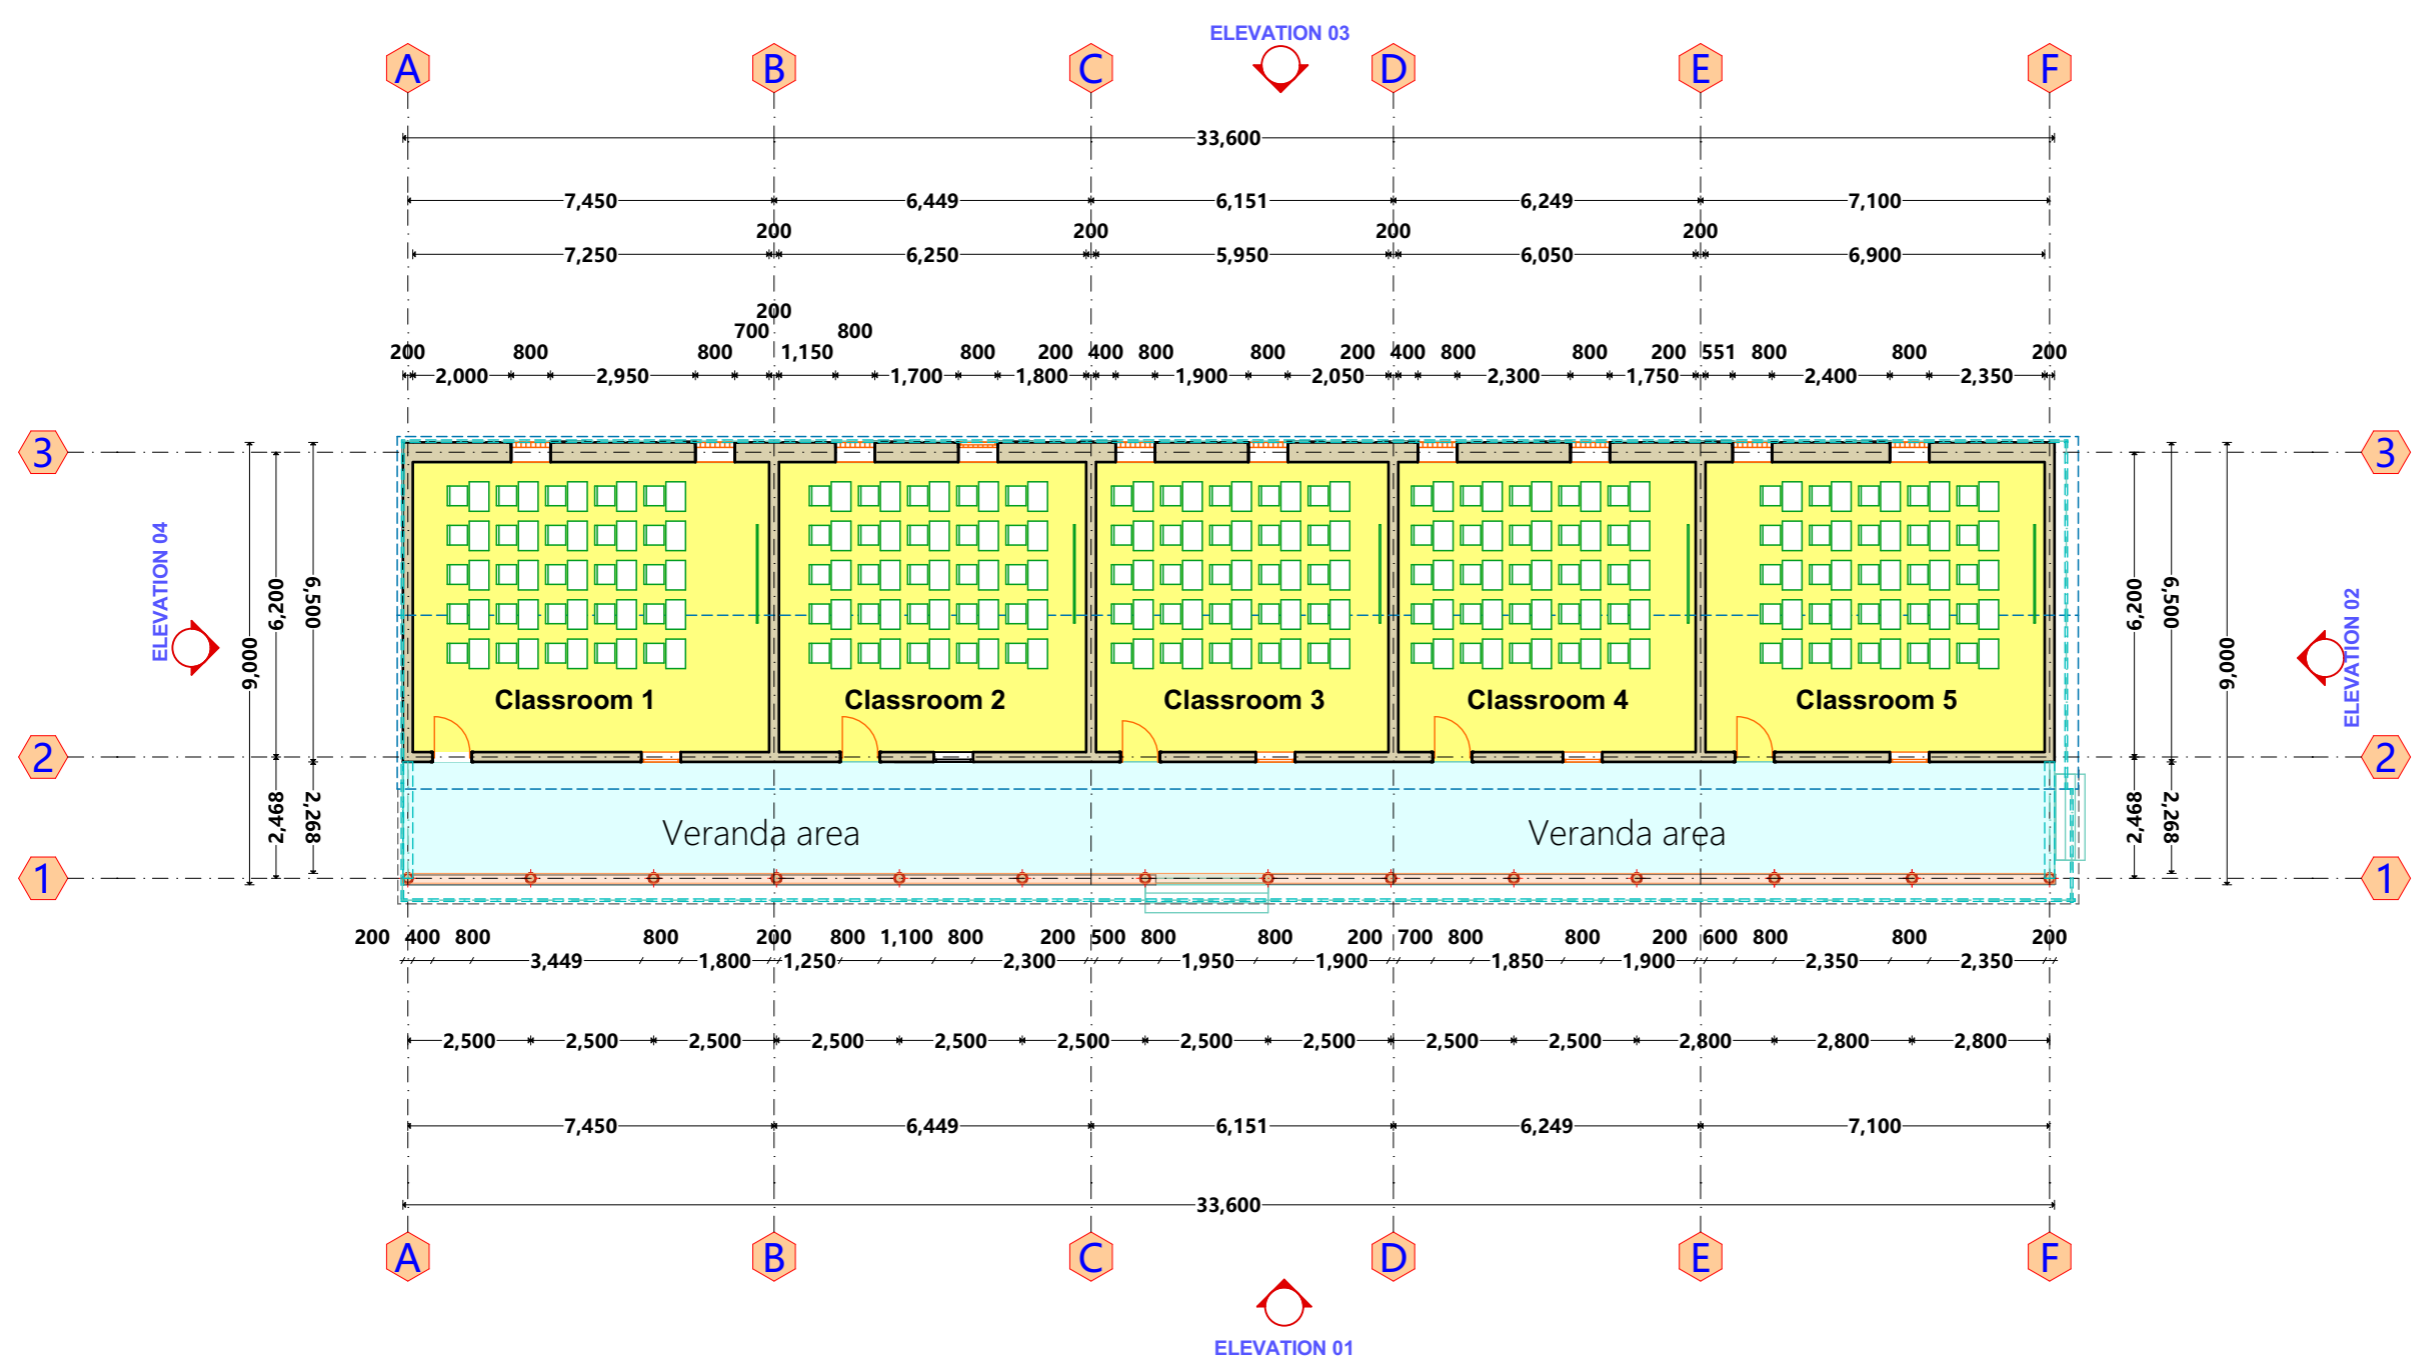 ELEVATION 03
A B C D E F
33,600
7,450 6,449 6,151 6,249 7,100
200 200 200 200
7,250 6,250 5,950 6,050 6,900
200
700 800
200 800 800 1,150 800 200 400 800 800 200 400 800 800 200 551 800 800 200
2,000 2,950 1,700 1,800 1,900 2,050 2,300 1,750 2,400 2,350
3 3
ELEVATION 04
9,000
6,200
6,500
6,200
6,500
9,000
ELEVATION 02
Classroom 1 Classroom 2 Classroom 3 Classroom 4 Classroom 5
2 2
2,468
2,268
2,468
2,268
Veranda area Veranda area
1 1
200 400 800 800 200 800 1,100 800 200 500 800 800 200 700 800 800 200 600 800 800 200
3,449 1,800 1,250 2,300 1,950 1,900 1,850 1,900 2,350 2,350
2,500 2,500 2,500 2,500 2,500 2,500 2,500 2,500 2,500 2,500 2,800 2,800 2,800
7,450 6,449 6,151 6,249 7,100
33,600
A B C D E F
ELEVATION 01